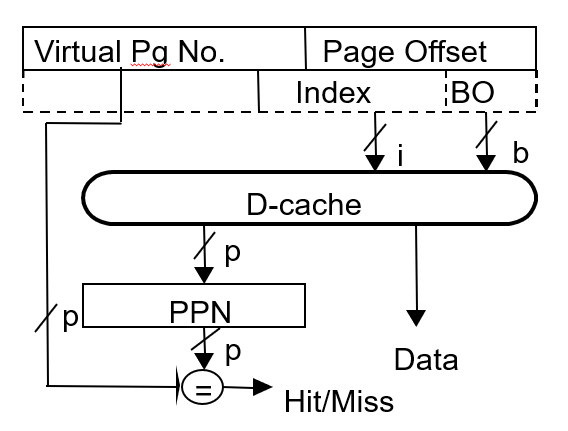 Virtual Pg No. Page Offset
Index BO
i b
D-cache
p
PPN
p
p
Data
=
Hit/Miss